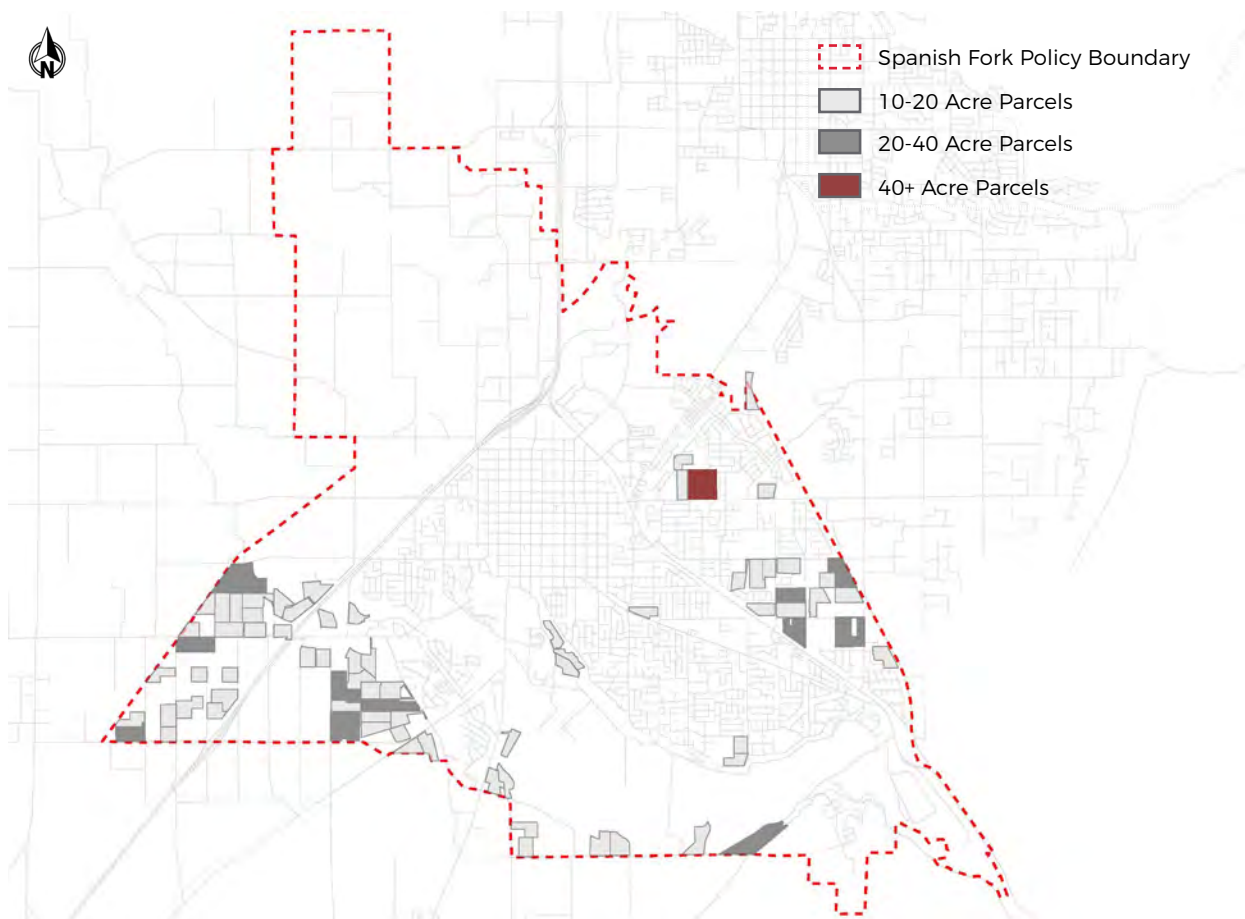 N
Spanish Fork Policy Boundary
10-20 Acre Parcels
20-40 Acre Parcels
40+ Acre Parcels